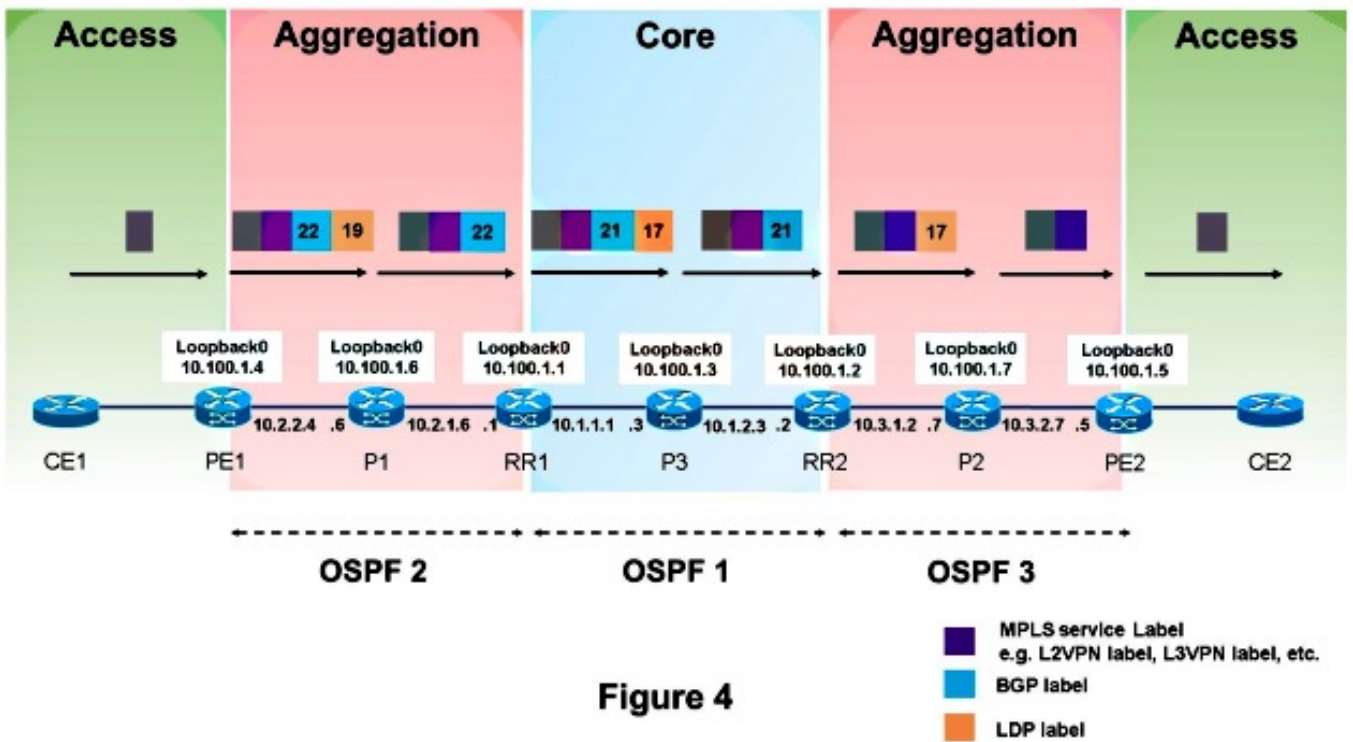 Access
Aggregation
Core
Aggregation
Access
22 19
22
21 17
21
17
Loopback0
10.100.1.4
Loopback0
10.100.1.6
Loopback0
10.100.1.1
Loopback0
10.100.1.3
Loopback0
10.100.1.2
Loopback0
10.100.1.7
Loopback0
10.100.1.5
10.2.2.4 .6
10.2.1.6 .1
10.1.1.1 .3
10.1.2.3 .2
10.3.1.2 .7
10.3.2.7 .5
CE1
PE1
P1
RR1
P3
RR2
P2
PE2
CE2
OSPF 2
OSPF 1
OSPF 3
MPLS service Label
e.g. L2VPN label, L3VPN label, etc.
BGP label
LDP label
Figure 4